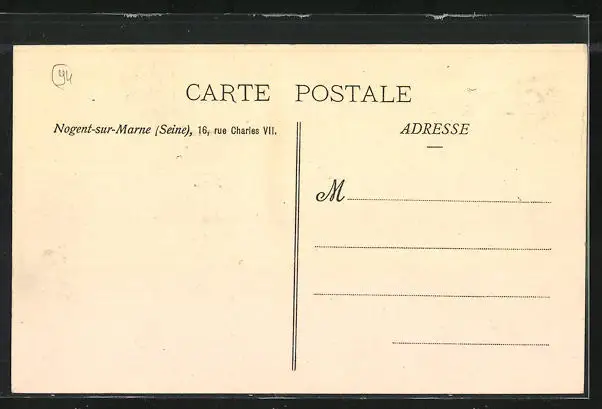 94
CARTE POSTALE
Nogent-sur-Marne (Seine), 16, rue Charles VII.
ADRESSE
M